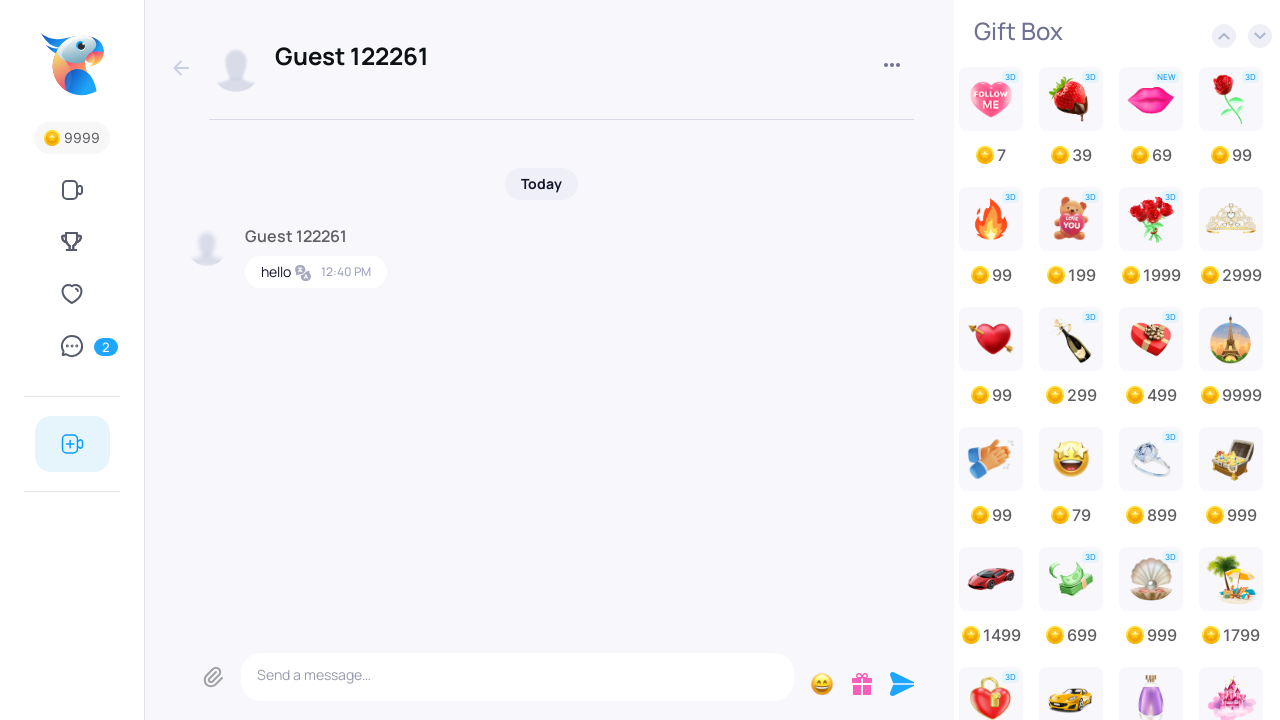 9999
2
Guest 122261
Today
Guest 122261
hello
12:40 PM
Send a message...
Gift Box
3D
FOLLOW
ME
7
3D
39
NEW
69
3D
99
3D
99
3D
LOVE
YOU
199
3D
1999
2999
99
3D
299
3D
499
9999
99
79
3D
899
999
1499
3D
699
3D
999
1799
3D